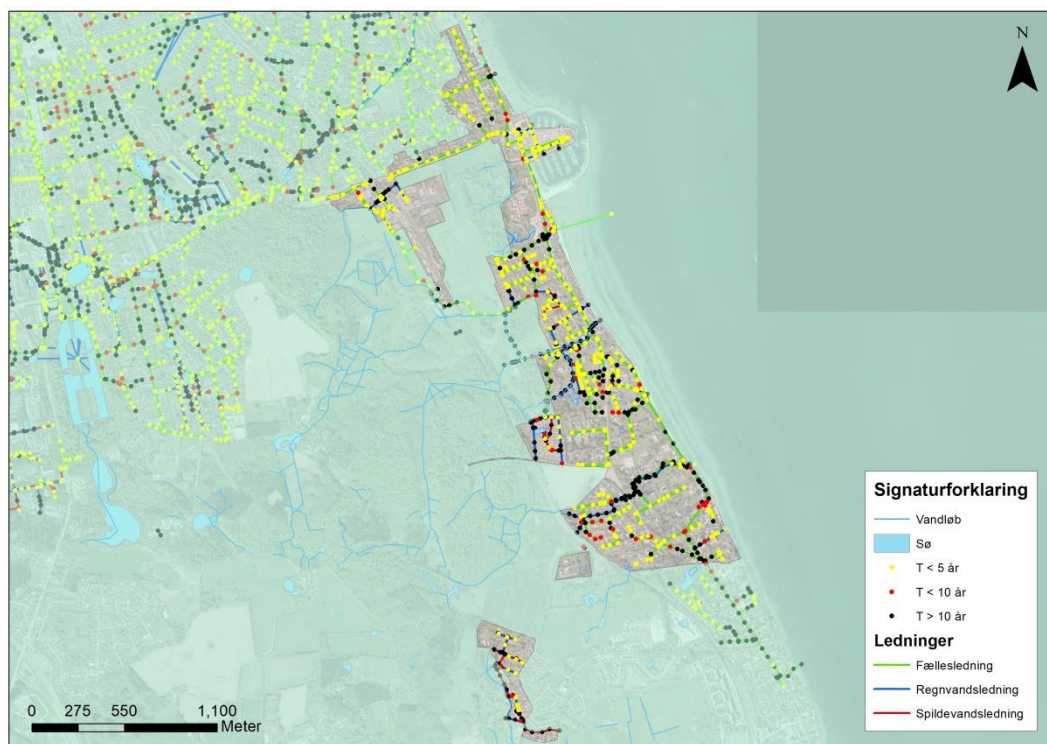 N
Signaturforklaring
Vandløb
Sø
T < 5 år
T < 10 år
T > 10 år
Ledninger
Fællesledning
Regnvandsledning
Spildevandsledning
0 275 550 1,100
Meter